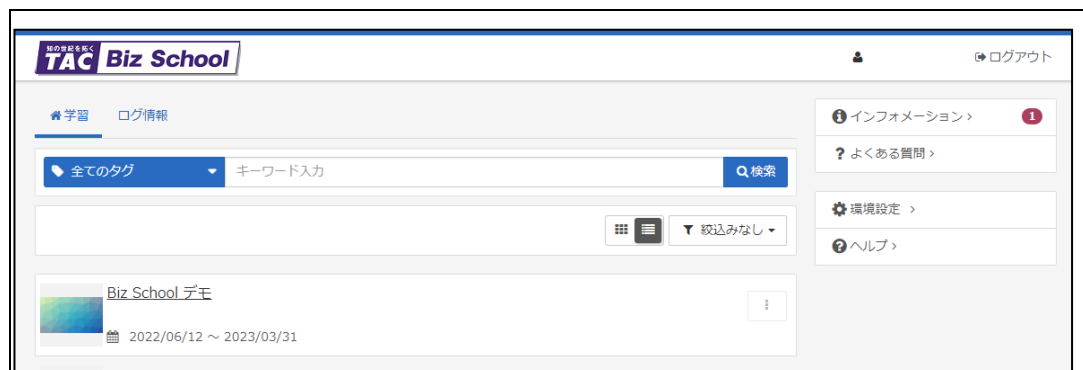 知の世紀を拓く
TAC Biz School
ログアウト
学習 ログ情報
全てのタグ キーワード入力 検索
絞込みなし
Biz School デモ
2022/06/12 ～ 2023/03/31
インフォメーション 1
よくある質問
環境設定
ヘルプ